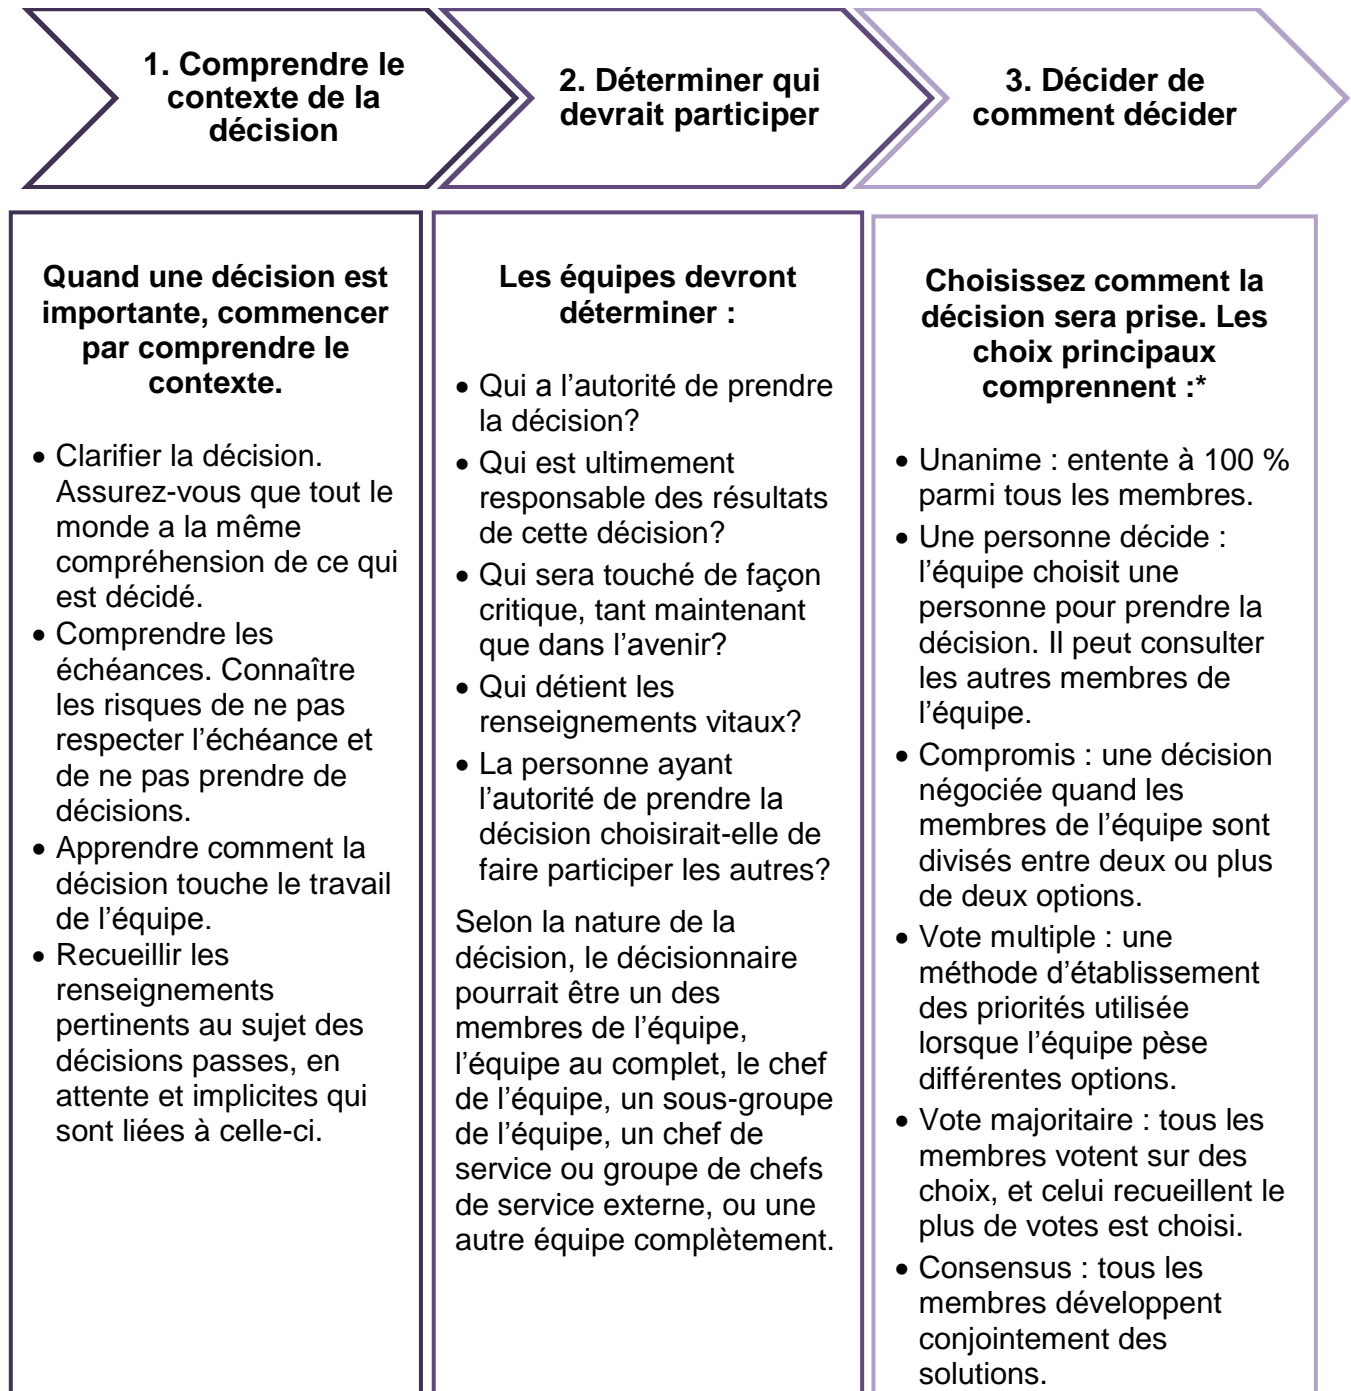 1. Comprendre le
contexte de la
décision
2. Déterminer qui
devrait participer
3. Décider de
comment décider
Quand une décision est
importante, commencer
par comprendre le
contexte.
• Clarifier la décision.
Assurez-vous que tout le
monde a la même
compréhension de ce qui
est décidé.
• Comprendre les
échéances. Connaître
les risques de ne pas
respecter l’échéance et
de ne pas prendre de
décisions.
• Apprendre comment la
décision touche le travail
de l’équipe.
• Recueillir les
renseignements
pertinents au sujet des
décisions passes, en
attente et implicites qui
sont liées à celle-ci.
Les équipes devront
déterminer :
• Qui a l’autorité de prendre
la décision?
• Qui est ultimement
responsable des résultats
de cette décision?
• Qui sera touché de façon
critique, tant maintenant
que dans l’avenir?
• Qui détient les
renseignements vitaux?
• La personne ayant
l’autorité de prendre la
décision choisirait-elle de
faire participer les autres?
Selon la nature de la
décision, le décisionnaire
pourrait être un des
membres de l’équipe,
l’équipe au complet, le chef
de l’équipe, un sous-groupe
de l’équipe, un chef de
service ou groupe de chefs
de service externe, ou une
autre équipe complètement.
Choisissez comment la
décision sera prise. Les
choix principaux
comprennent :*
• Unanime : entente à 100 %
parmi tous les membres.
• Une personne décide :
l’équipe choisit une
personne pour prendre la
décision. Il peut consulter
les autres membres de
l’équipe.
• Compromis : une décision
négociée quand les
membres de l’équipe sont
divisés entre deux ou plus
de deux options.
• Vote multiple : une
méthode d’établissement
des priorités utilisée
lorsque l’équipe pèse
différentes options.
• Vote majoritaire : tous les
membres votent sur des
choix, et celui recueillent le
plus de votes est choisi.
• Consensus : tous les
membres développent
conjointement des
solutions.